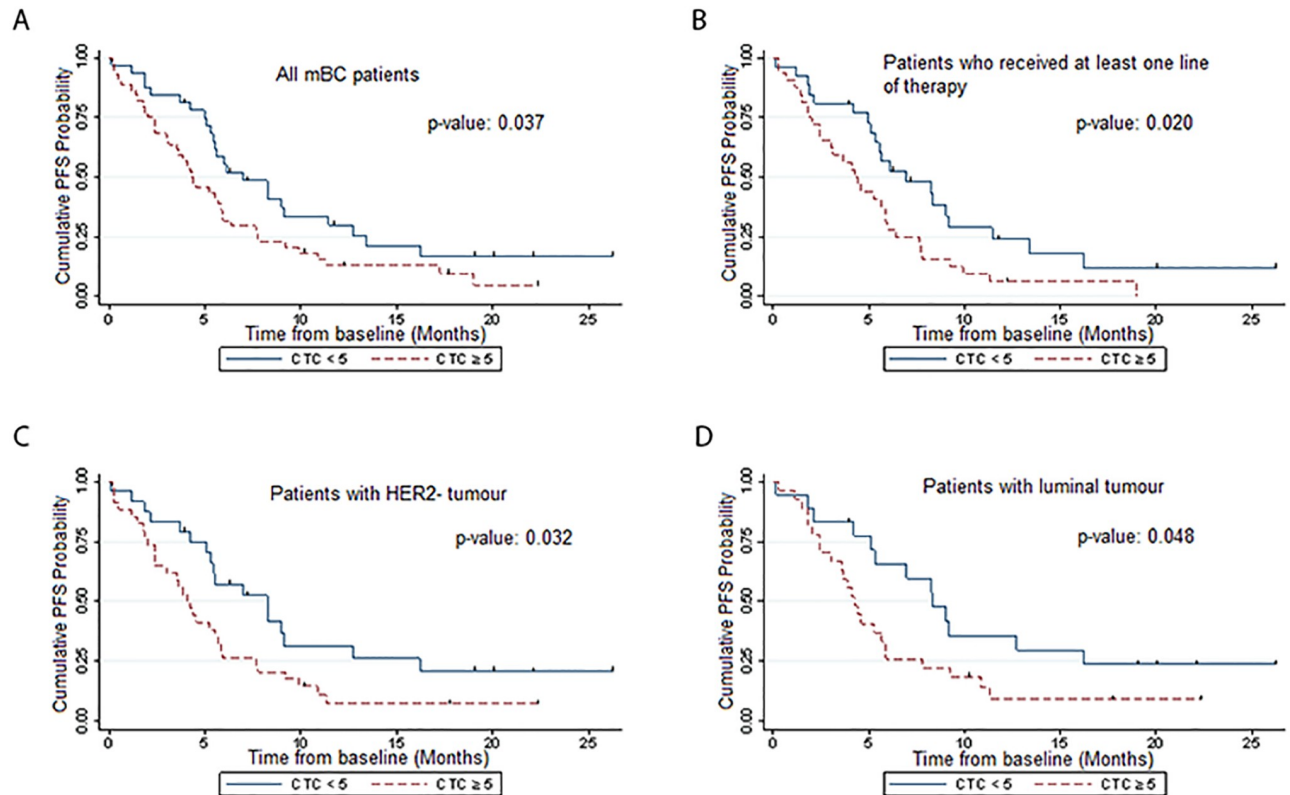 A
All mBC patients
p-value: 0.037
Cumulative PFS Probability
0.00 0.25 0.50 0.75 1.00
0 5 10 15 20 25
Time from baseline (Months)
CTC < 5 CTC ≥ 5
B
Patients who received at least one line
of therapy
p-value: 0.020
Cumulative PFS Probability
0.00 0.25 0.50 0.75 1.00
0 5 10 15 20 25
Time from baseline (Months)
CTC < 5 CTC ≥ 5
C
Patients with HER2- tumour
p-value: 0.032
Cumulative PFS Probability
0.00 0.25 0.50 0.75 1.00
0 5 10 15 20 25
Time from baseline (Months)
CTC < 5 CTC ≥ 5
D
Patients with luminal tumour
p-value: 0.048
Cumulative PFS Probability
0.00 0.25 0.50 0.75 1.00
0 5 10 15 20 25
Time from baseline (Months)
CTC < 5 CTC ≥ 5